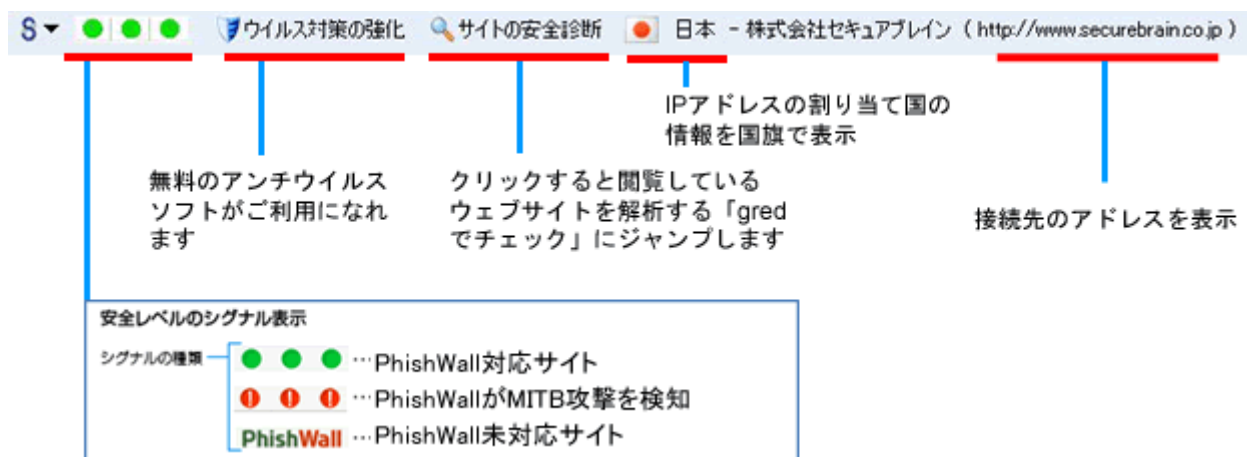 S ウイルス対策の強化 サイトの安全診断 日本 - 株式会社セキュアブレイン ( http://www.securebrain.co.jp )
IPアドレスの割り当て国の
情報を国旗で表示
無料のアンチウイルス
ソフトがご利用になれ
ます
クリックすると閲覧している
ウェブサイトを解析する「gred
でチェック」にジャンプします
接続先のアドレスを表示
安全レベルのシグナル表示
シグナルの種類
…PhishWall対応サイト
…PhishWallがMITB攻撃を検知
PhishWall …PhishWall未対応サイト